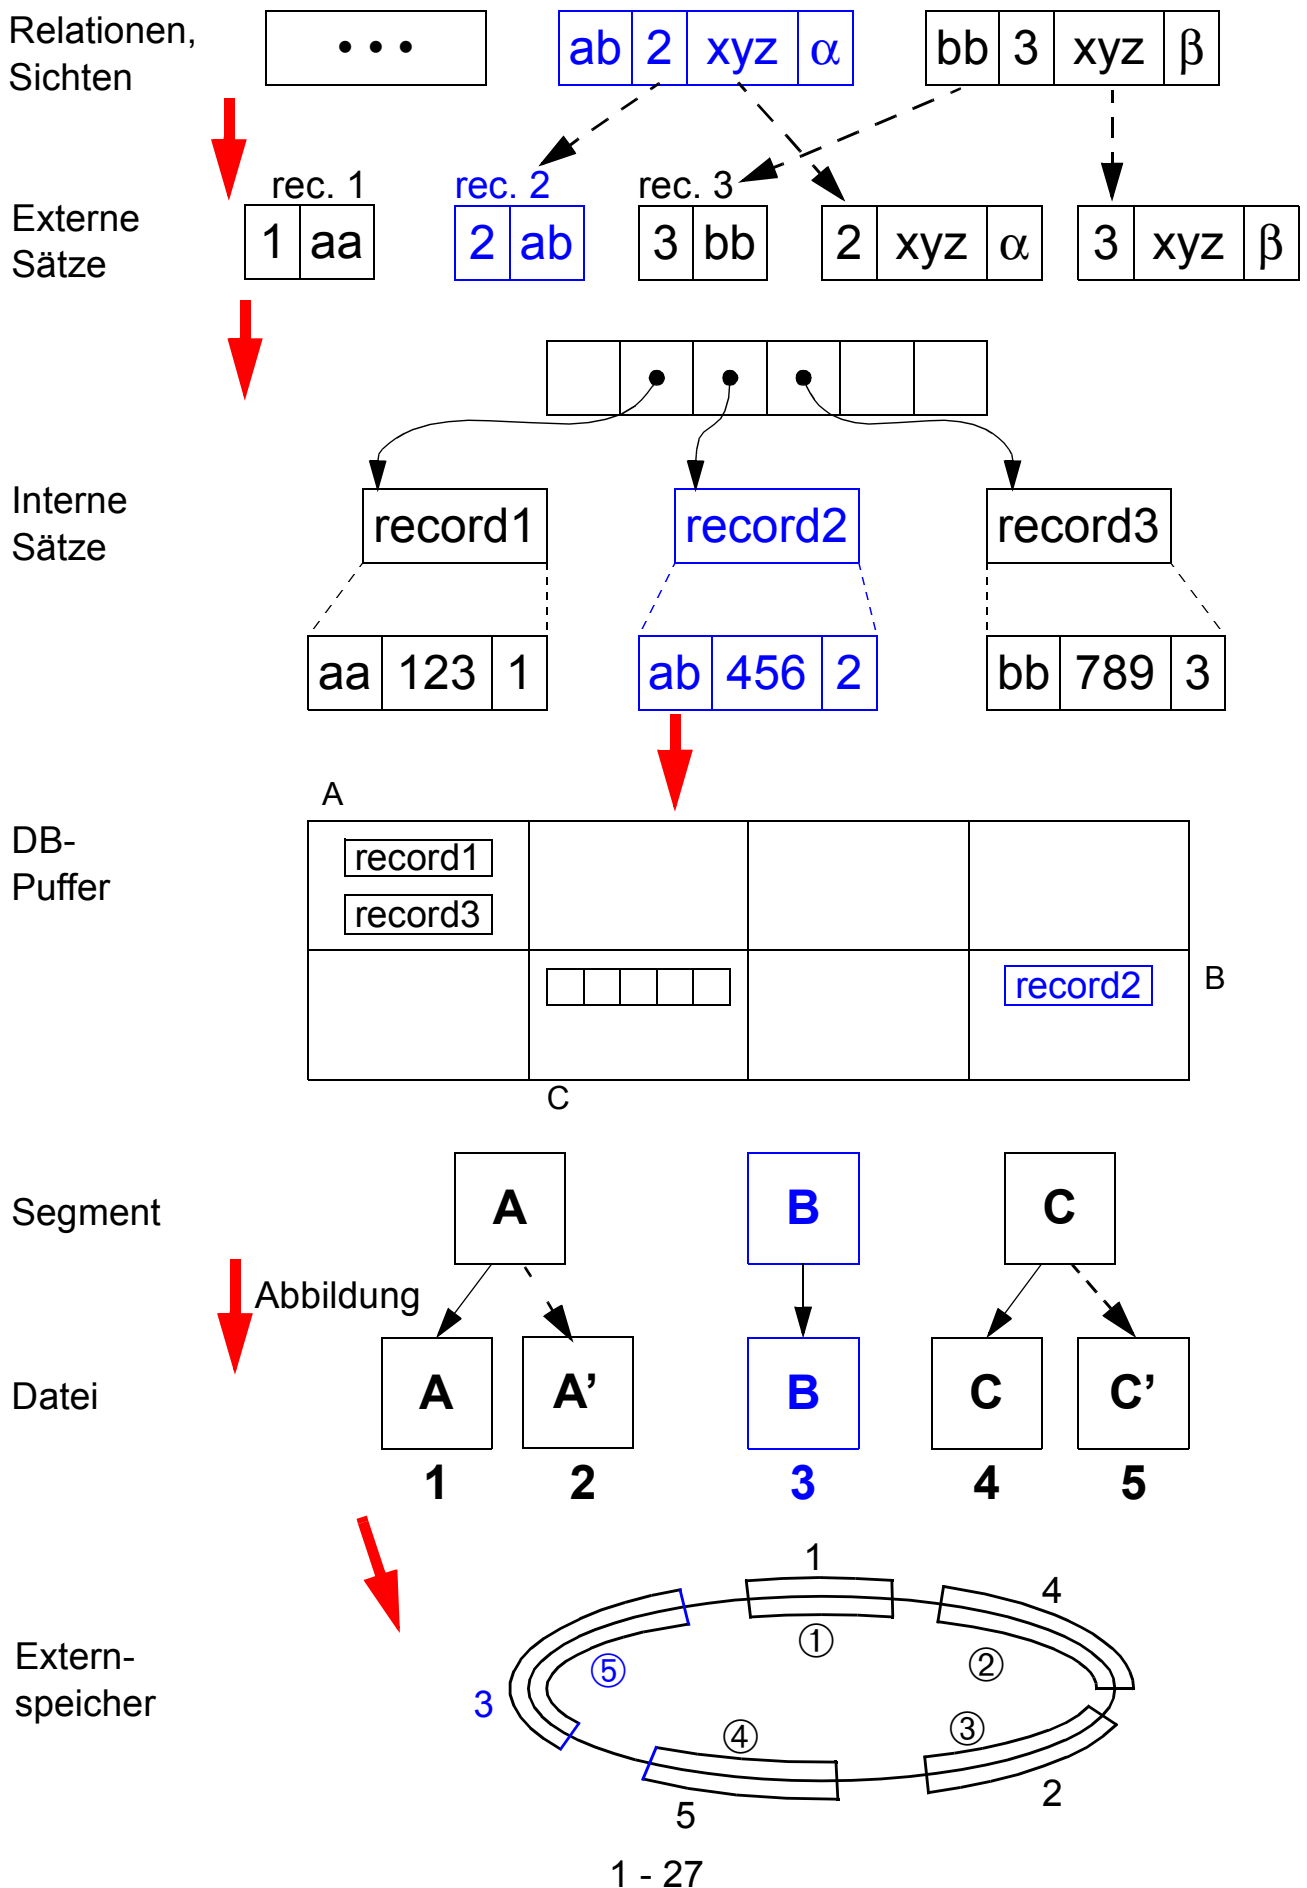 Relationen,
Sichten
• • •
ab 2 xyz α
bb 3 xyz β
rec. 1
rec. 2
rec. 3
Externe
Sätze
1 aa
2 ab
3 bb
2 xyz α
3 xyz β
Interne
Sätze
record1
record2
record3
aa 123 1
ab 456 2
bb 789 3
DB-
Puffer
A
record1
record3
record2
B
C
Segment
A
B
C
Abbildung
Datei
A
A’
B
C
C’
1
2
3
4
5
Extern-
speicher
1
4
①
②
⑤
3
④
③
5
2
1 - 27